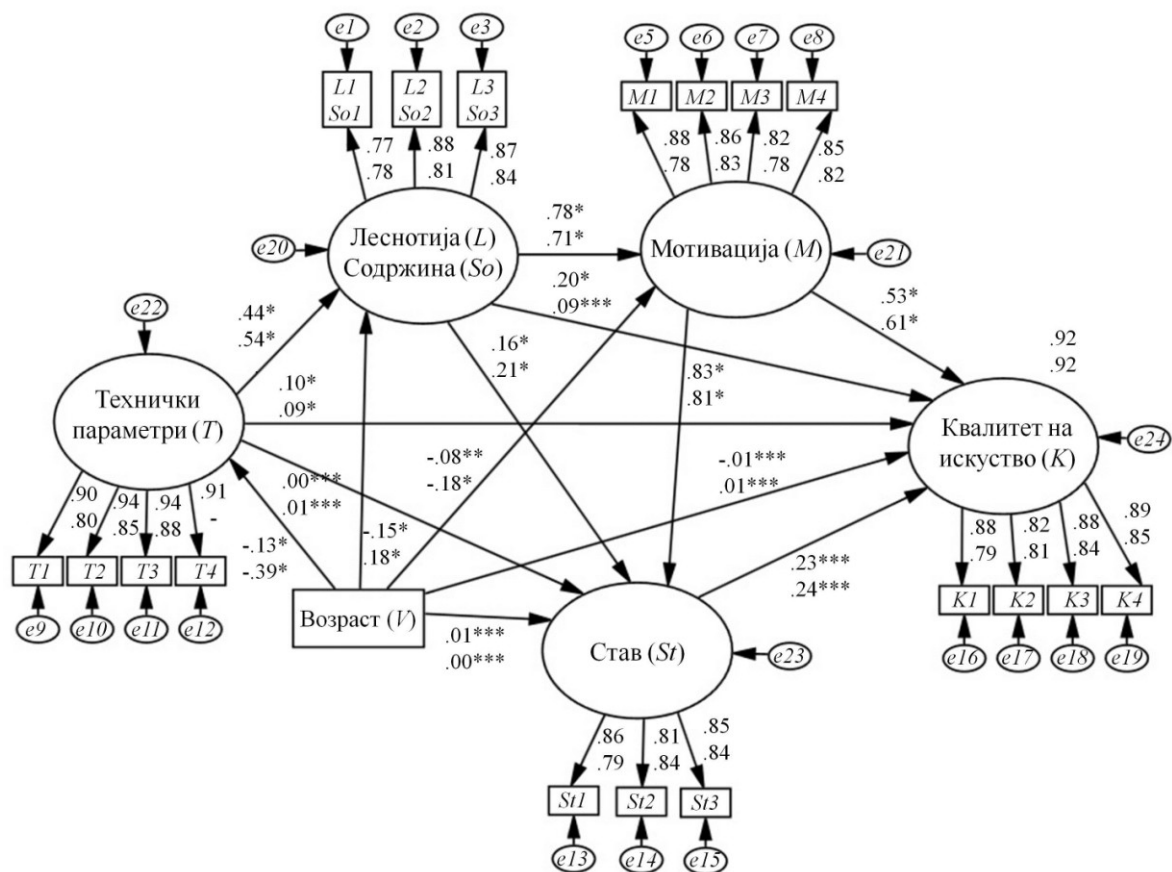 e1 e2 e3
e5 e6 e7 e8
L1 L2 L3
So1 So2 So3
M1 M2 M3 M4
.77 .88 .87
.78 .81 .84
.88 .86 .82 .85
.78 .83 .78 .82
e20
Леснотија (L)
Содржина (So)
.78*
.71*
Мотивација (M)
e21
e22
.44*
.54*
.20*
.09***
.53*
.61*
.16*
.21*
.83*
.81*
.92
.92
Технички
параметри (T)
.10*
.09*
Квалитет на
искуство (K)
e24
.00***
.01***
-.08**
-.18*
-.01***
.01***
.90 .94 .94 .91
.80 .85 .88 -
.88 .82 .88 .89
.79 .81 .84 .85
-.13*
-.39*
-.15*
.18*
.23***
.24***
T1 T2 T3 T4
K1 K2 K3 K4
e9 e10 e11 e12
Возраст (V)
.01***
.00***
Став (St)
e23
e16 e17 e18 e19
.86 .81 .85
.79 .84 .84
St1 St2 St3
e13 e14 e15